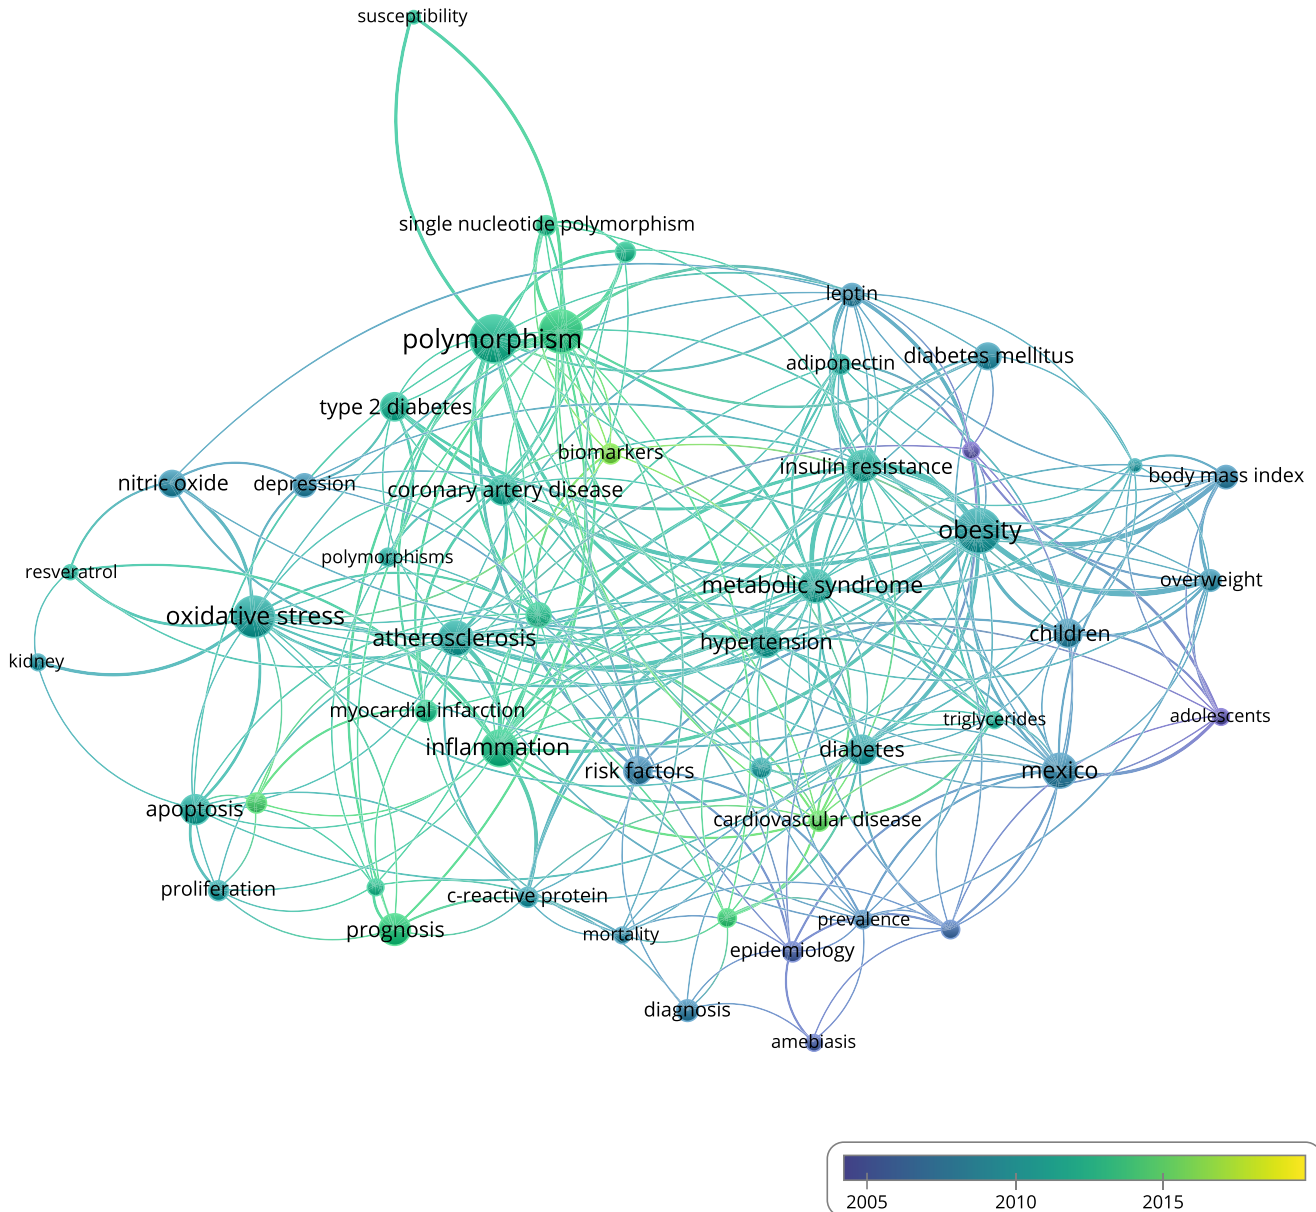 susceptibility
single nucleotide polymorphism
leptin
polymorphism
adiponectin
diabetes mellitus
type 2 diabetes
biomarkers
insulin resistance
body mass index
nitric oxide
depression
coronary artery disease
obesity
polymorphisms
resveratrol
overweight
metabolic syndrome
oxidative stress
atherosclerosis
hypertension
children
kidney
myocardial infarction
triglycerides
adolescents
inflammation
risk factors
diabetes
mexico
apoptosis
cardiovascular disease
proliferation
c-reactive protein
prognosis
mortality
prevalence
epidemiology
diagnosis
amebiasis
2005
2010
2015